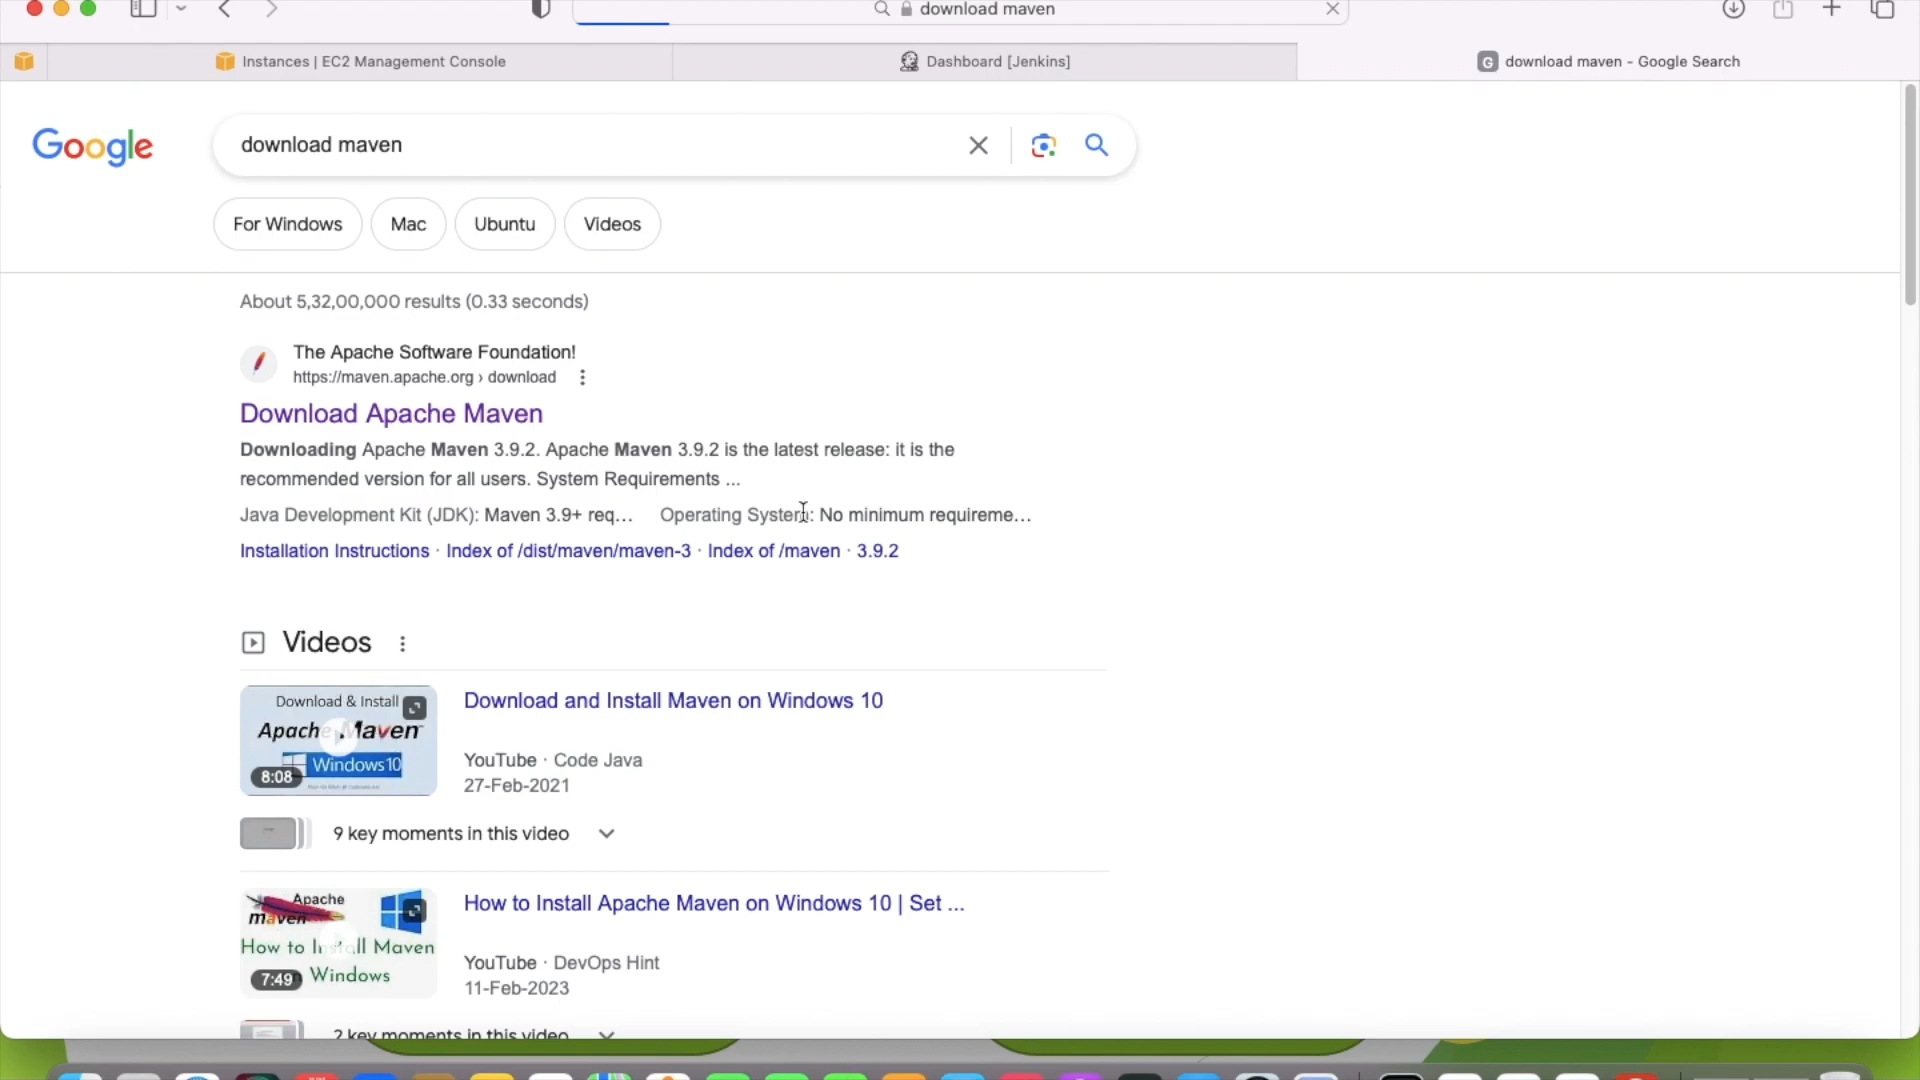 download maven
Instances | EC2 Management Console
Dashboard [Jenkins]
G download maven - Google Search
Google
download maven
For Windows
Mac
Ubuntu
Videos
About 5,32,00,000 results (0.33 seconds)
The Apache Software Foundation!
https://maven.apache.org › download
Download Apache Maven
Downloading Apache Maven 3.9.2. Apache Maven 3.9.2 is the latest release: it is the
recommended version for all users. System Requirements ...
Java Development Kit (JDK): Maven 3.9+ req... Operating System: No minimum requireme...
Installation Instructions · Index of /dist/maven/maven-3 · Index of /maven · 3.9.2
Videos
Download & Install
Apache Maven
Windows10
8:08
Download and Install Maven on Windows 10
YouTube · Code Java
27-Feb-2021
9 key moments in this video
Apache
maven
How to Install Maven
Windows
7:49
How to Install Apache Maven on Windows 10 | Set ...
YouTube · DevOps Hint
11-Feb-2023
2 key moments in this video